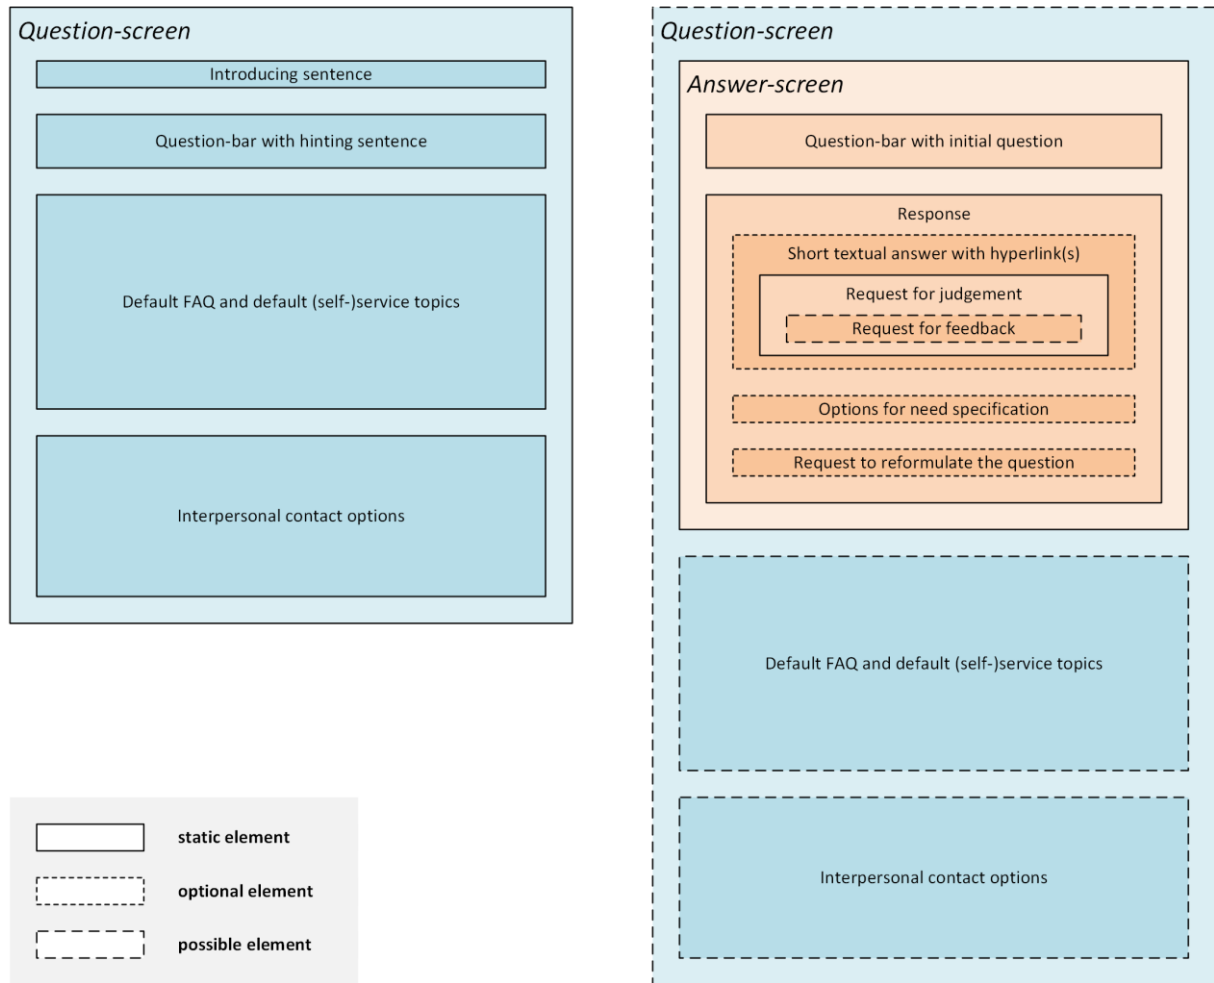 Question-screen
Introducing sentence
Question-bar with hinting sentence
Default FAQ and default (self-)service topics
Interpersonal contact options
Question-screen
Answer-screen
Question-bar with initial question
Response
Short textual answer with hyperlink(s)
Request for judgement
Request for feedback
Options for need specification
Request to reformulate the question
Default FAQ and default (self-)service topics
Interpersonal contact options
static element
optional element
possible element